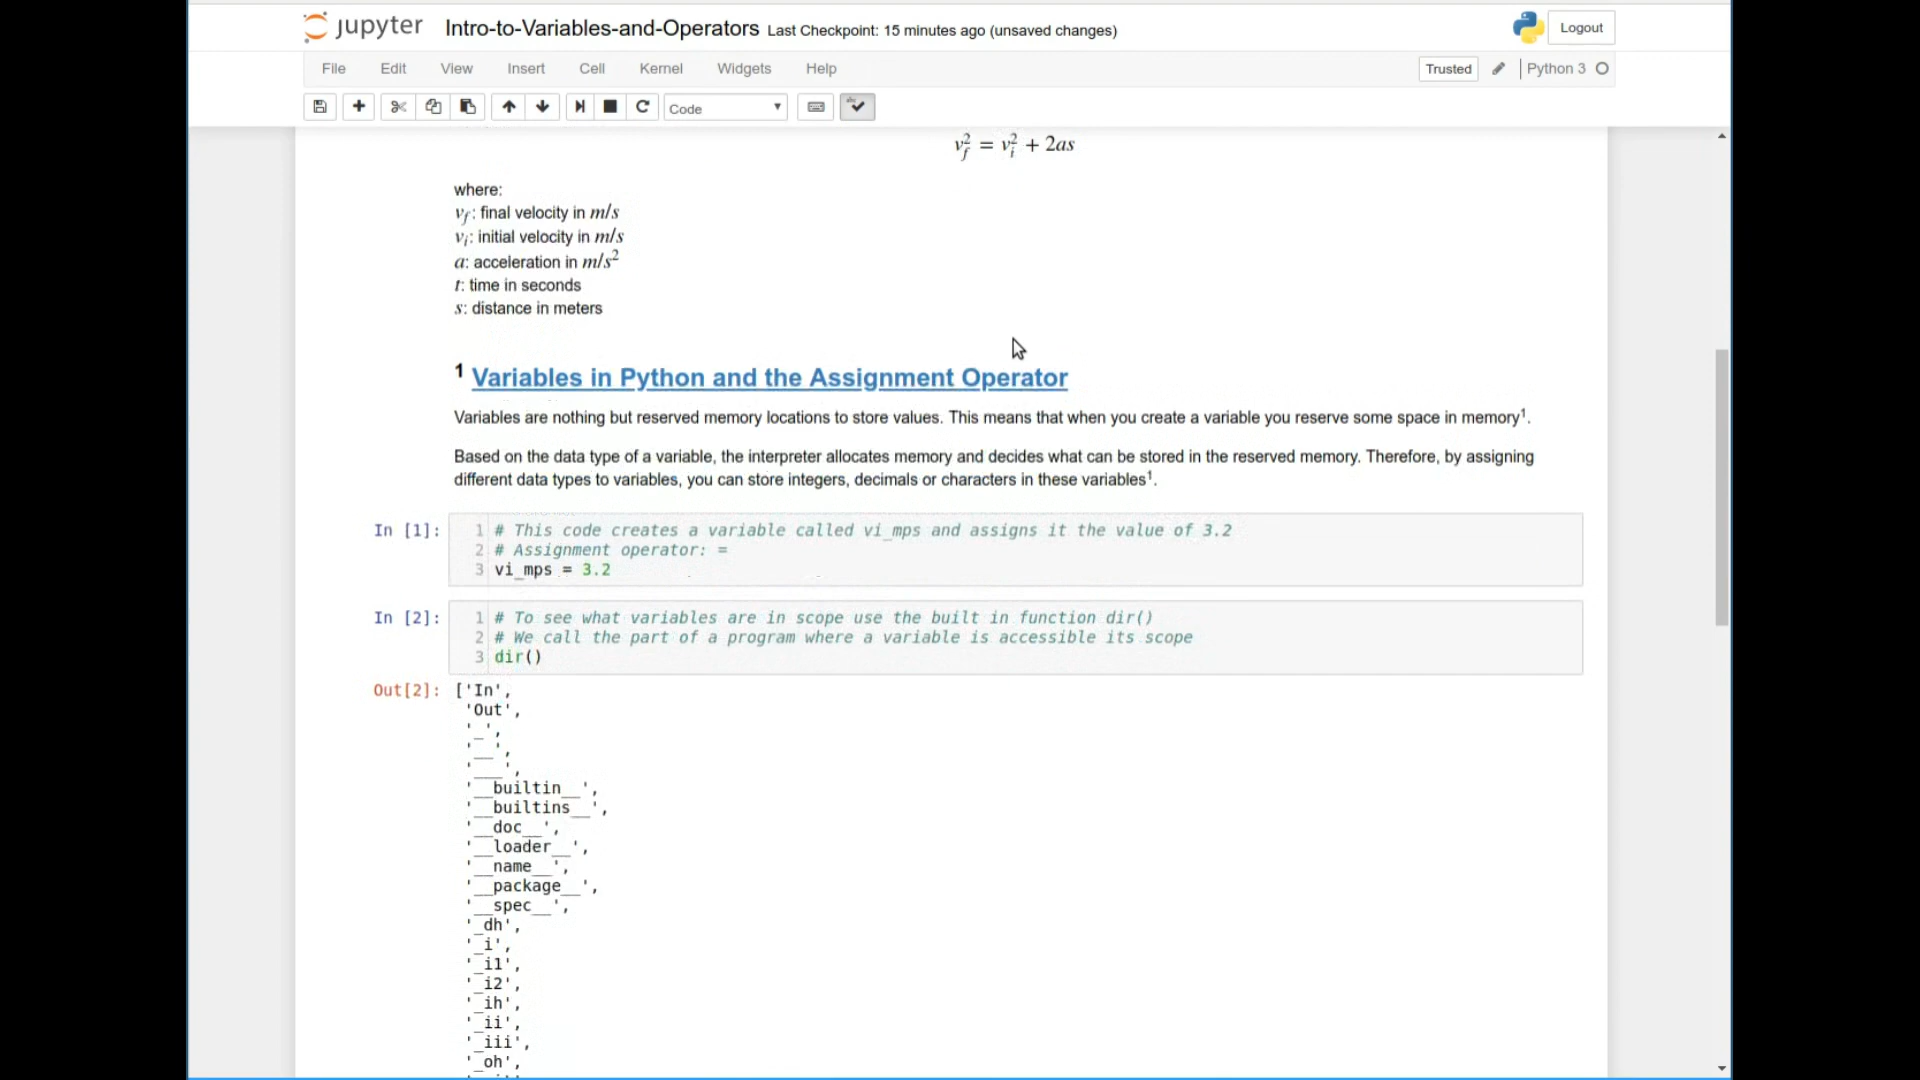 jupyter Intro-to-Variables-and-Operators Last Checkpoint: 15 minutes ago (unsaved changes) Logout
File Edit View Insert Cell Kernel Widgets Help Trusted Python 3
Code
v_f^2 = v_i^2 + 2as
where:
v_f: final velocity in m/s
v_i: initial velocity in m/s
a: acceleration in m/s²
t: time in seconds
s: distance in meters
¹ Variables in Python and the Assignment Operator
Variables are nothing but reserved memory locations to store values. This means that when you create a variable you reserve some space in memory¹.
Based on the data type of a variable, the interpreter allocates memory and decides what can be stored in the reserved memory. Therefore, by assigning
different data types to variables, you can store integers, decimals or characters in these variables¹.
In [1]: 1 # This code creates a variable called vi_mps and assigns it the value of 3.2
2 # Assignment operator: =
3 vi_mps = 3.2
In [2]: 1 # To see what variables are in scope use the built in function dir()
2 # We call the part of a program where a variable is accessible its scope
3 dir()
Out[2]: ['In',
'Out',
'_',
'__',
'___',
'__builtin__',
'__builtins__',
'__doc__',
'__loader__',
'__name__',
'__package__',
'__spec__',
'_dh',
'_i',
'_i1',
'_i2',
'_ih',
'_ii',
'_iii',
'_oh',